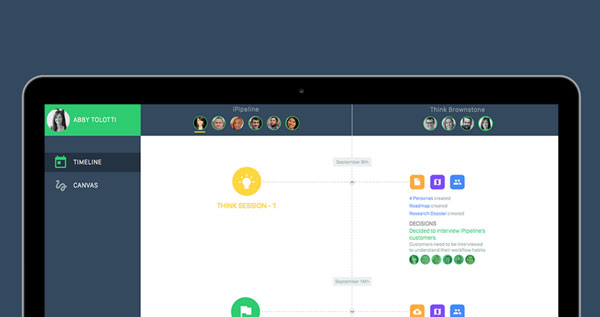 iPipeline
Think Brownstone
ABBY TOLOTTI
TIMELINE
CANVAS
September 9th
THINK SESSION - 1
4 Personas created
Roadmap created
Research Dossier created
DECISIONS
Decided to interview iPipeline's
customers.
Customers need to be interviewed
to understand their workflow habits
September 14th